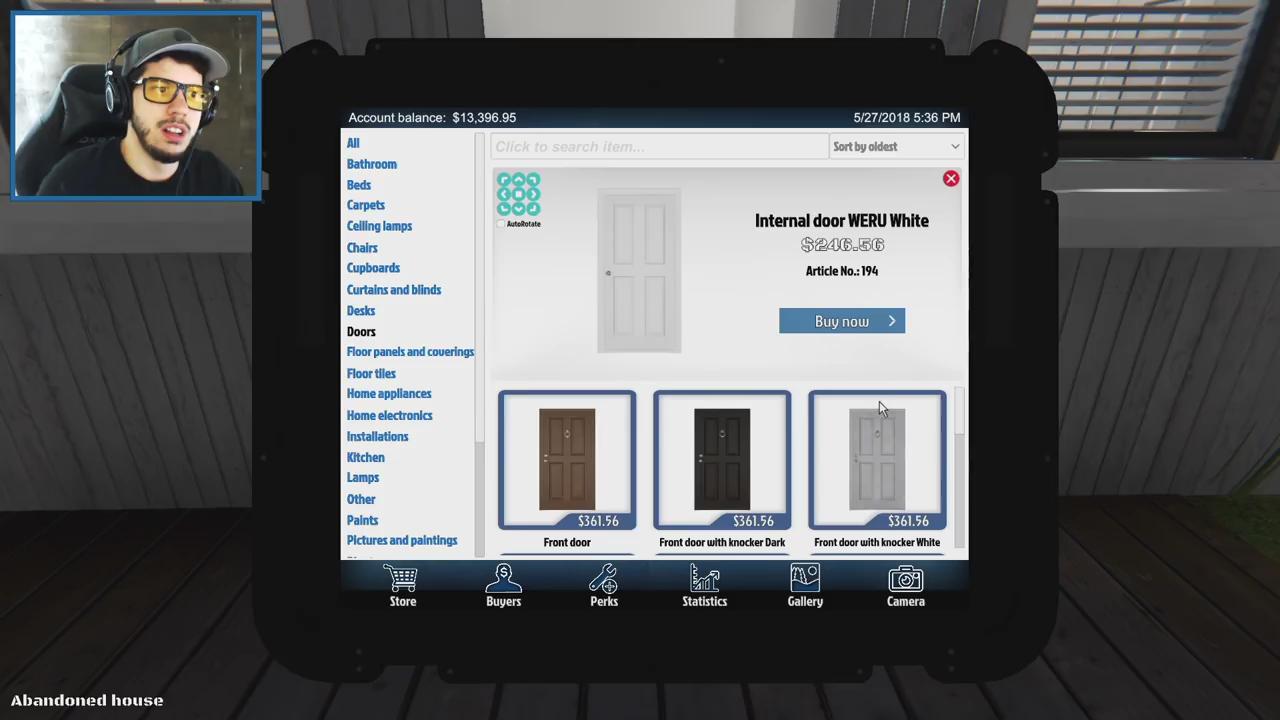 Account balance: $13,396.95
5/27/2018 5:36 PM
All
Bathroom
Beds
Carpets
Ceiling lamps
Chairs
Cupboards
Curtains and blinds
Desks
Doors
Floor panels and coverings
Floor tiles
Home appliances
Home electronics
Installations
Kitchen
Lamps
Other
Paints
Pictures and paintings
Click to search item...
Sort by oldest
AutoRotate
Internal door WERU White
$246.56
Article No.: 194
Buy now
$361.56
$361.56
$361.56
Front door
Front door with knocker Dark
Front door with knocker White
Store
Buyers
Perks
Statistics
Gallery
Camera
Abandoned house